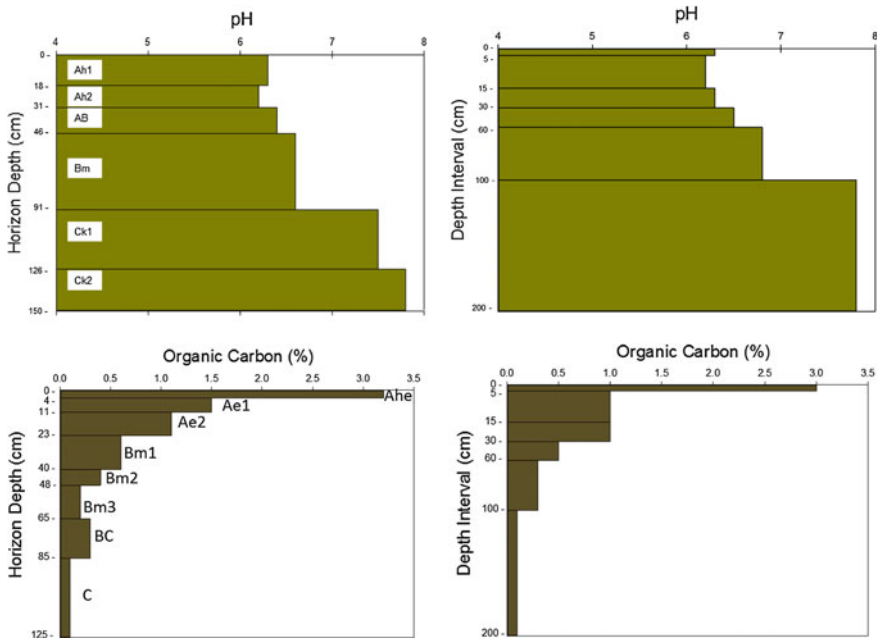 pH
4 5 6 7 8
Horizon Depth (cm)
0 -
18 -
31 -
46 -
91 -
126 -
150 -
Ah1
Ah2
AB
Bm
Ck1
Ck2
pH
4 5 6 7 8
Depth Interval (cm)
0 -
5 -
15 -
30 -
60 -
100 -
200 -
Organic Carbon (%)
0.0 0.5 1.0 1.5 2.0 2.5 3.0 3.5
Horizon Depth (cm)
0 -
4 -
11 -
23 -
40 -
48 -
65 -
85 -
125 -
Ahe
Ae1
Ae2
Bm1
Bm2
Bm3
BC
C
Organic Carbon (%)
0.0 0.5 1.0 1.5 2.0 2.5 3.0 3.5
Depth Interval (cm)
0 -
5 -
15 -
30 -
60 -
100 -
200 -